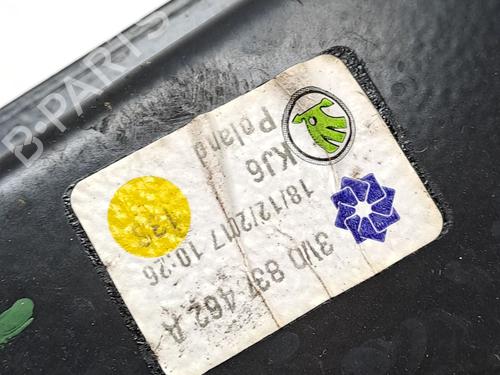 B-PARTS
Poland
KJ6
18/12/2017 10:26
3V0 837 462 A